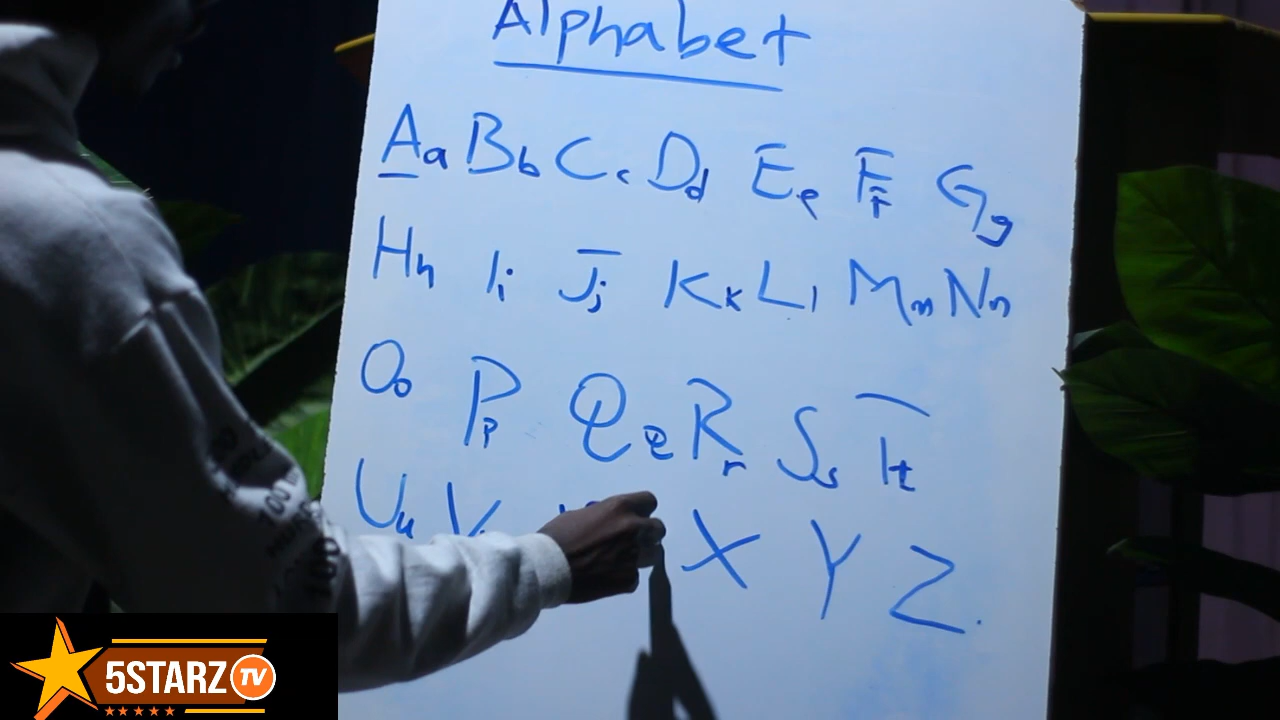 Alphabet
Aa Bb Cc Dd Ee Ff Gg
Hh Ii Jj Kk Ll Mm Nn
Oo Pp Qq Rr Ss Tt
Uu V X Y Z.
5STARZ TV